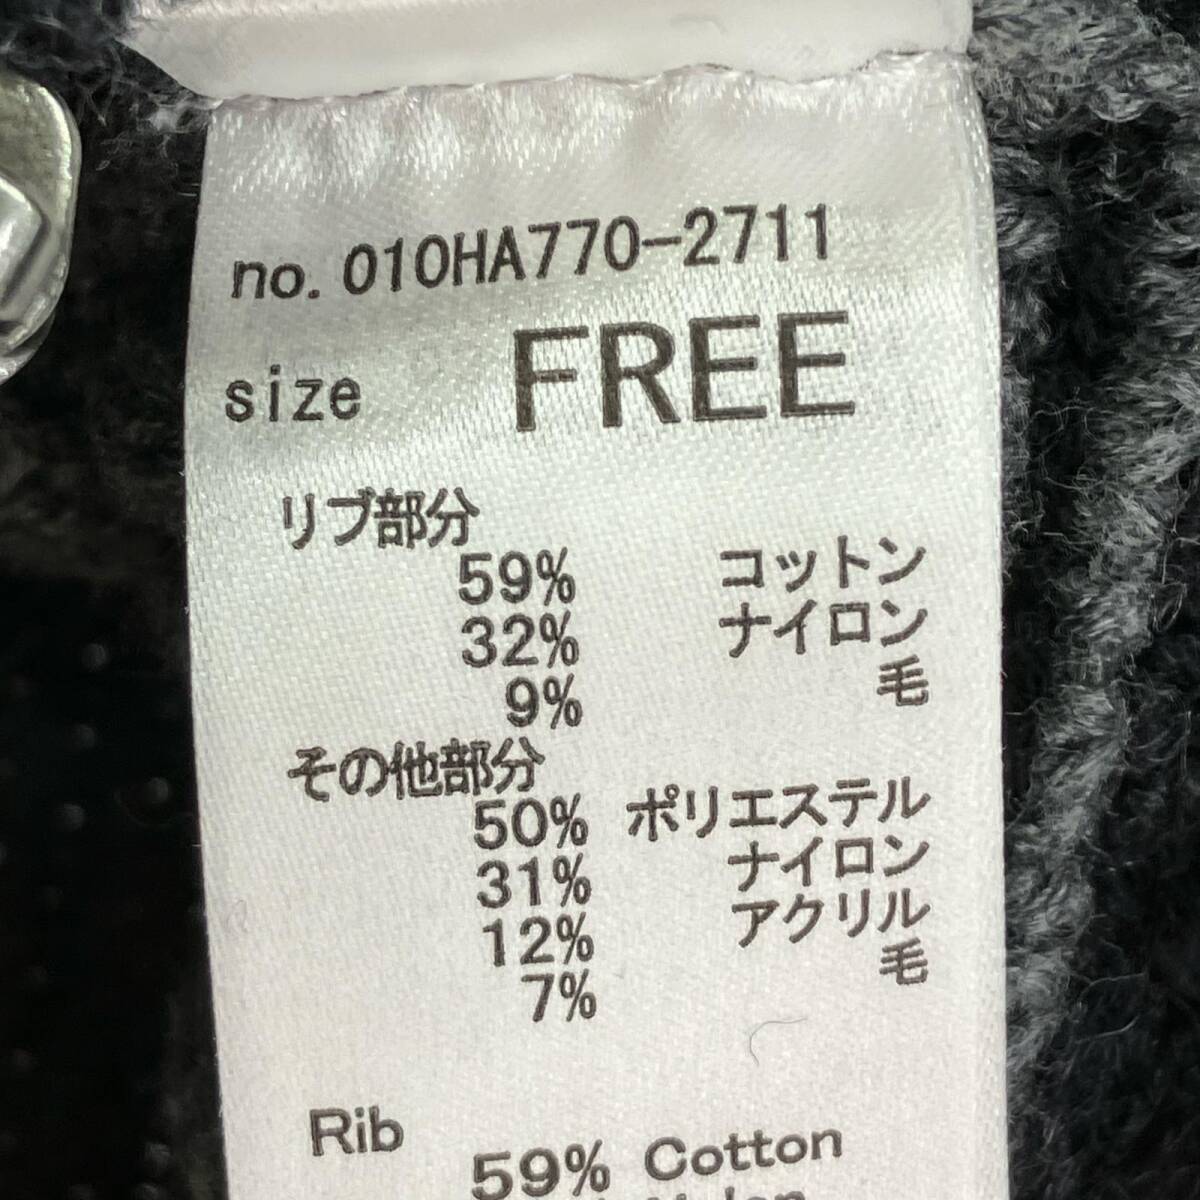 no. 010HA770-2711
size FREE
リブ部分
59% コットン
32% ナイロン
9% 毛
その他部分
50% ポリエステル
31% ナイロン
12% アクリル
7% 毛
Rib
59% Cotton